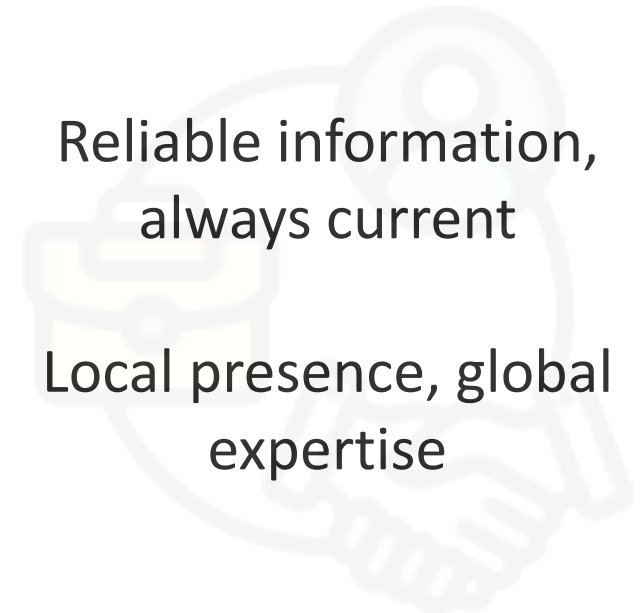 Reliable information,
always current
Local presence, global
expertise